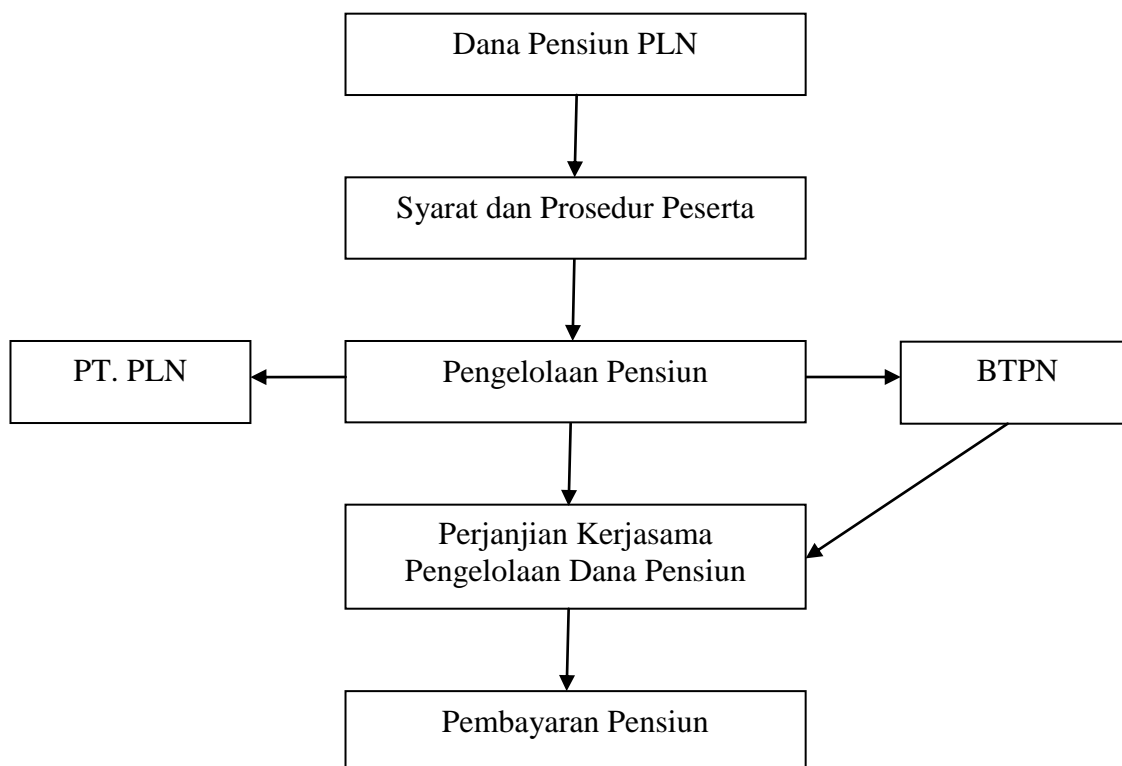 Dana Pensiun PLN
Syarat dan Prosedur Peserta
PT. PLN
Pengelolaan Pensiun
BTPN
Perjanjian Kerjasama
Pengelolaan Dana Pensiun
Pembayaran Pensiun